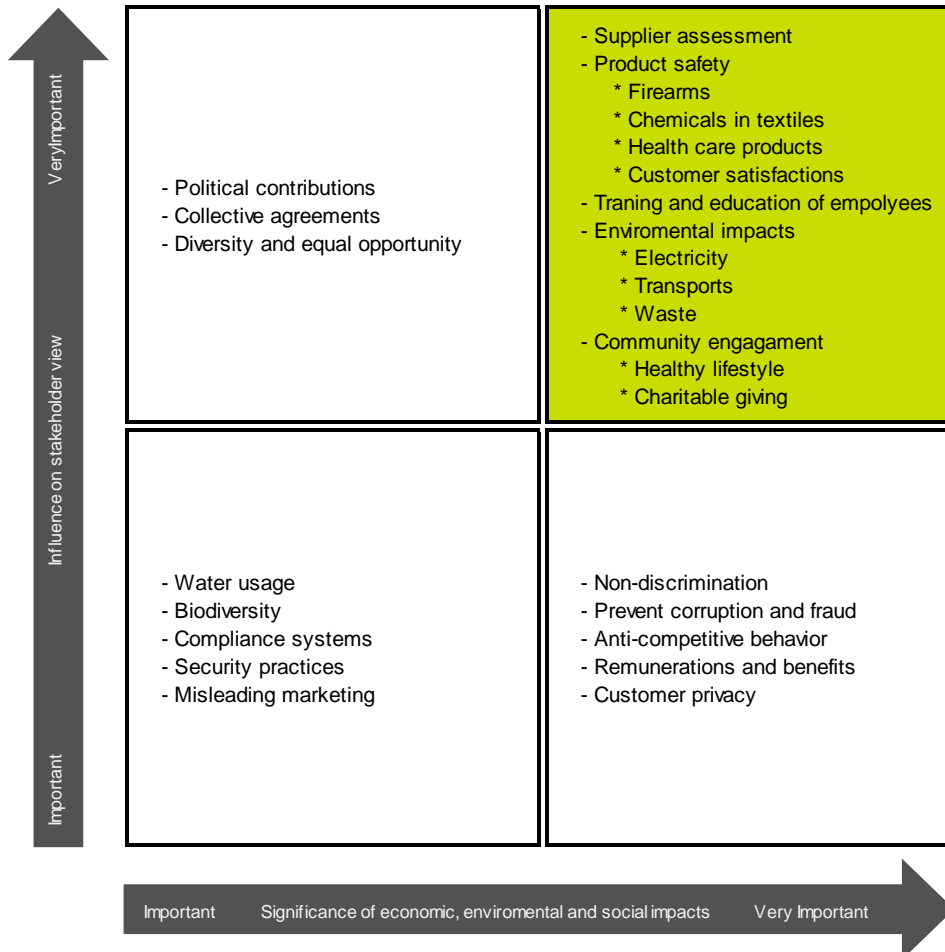 VeryImportant
Influence on stakeholder view
Important
- Political contributions
- Collective agreements
- Diversity and equal opportunity
- Supplier assessment
- Product safety
* Firearms
* Chemicals in textiles
* Health care products
* Customer satisfactions
- Traning and education of empolyees
- Enviromental impacts
* Electricity
* Transports
* Waste
- Community engagament
* Healthy lifestyle
* Charitable giving
- Water usage
- Biodiversity
- Compliance systems
- Security practices
- Misleading marketing
- Non-discrimination
- Prevent corruption and fraud
- Anti-competitive behavior
- Remunerations and benefits
- Customer privacy
Important Significance of economic, enviromental and social impacts Very Important